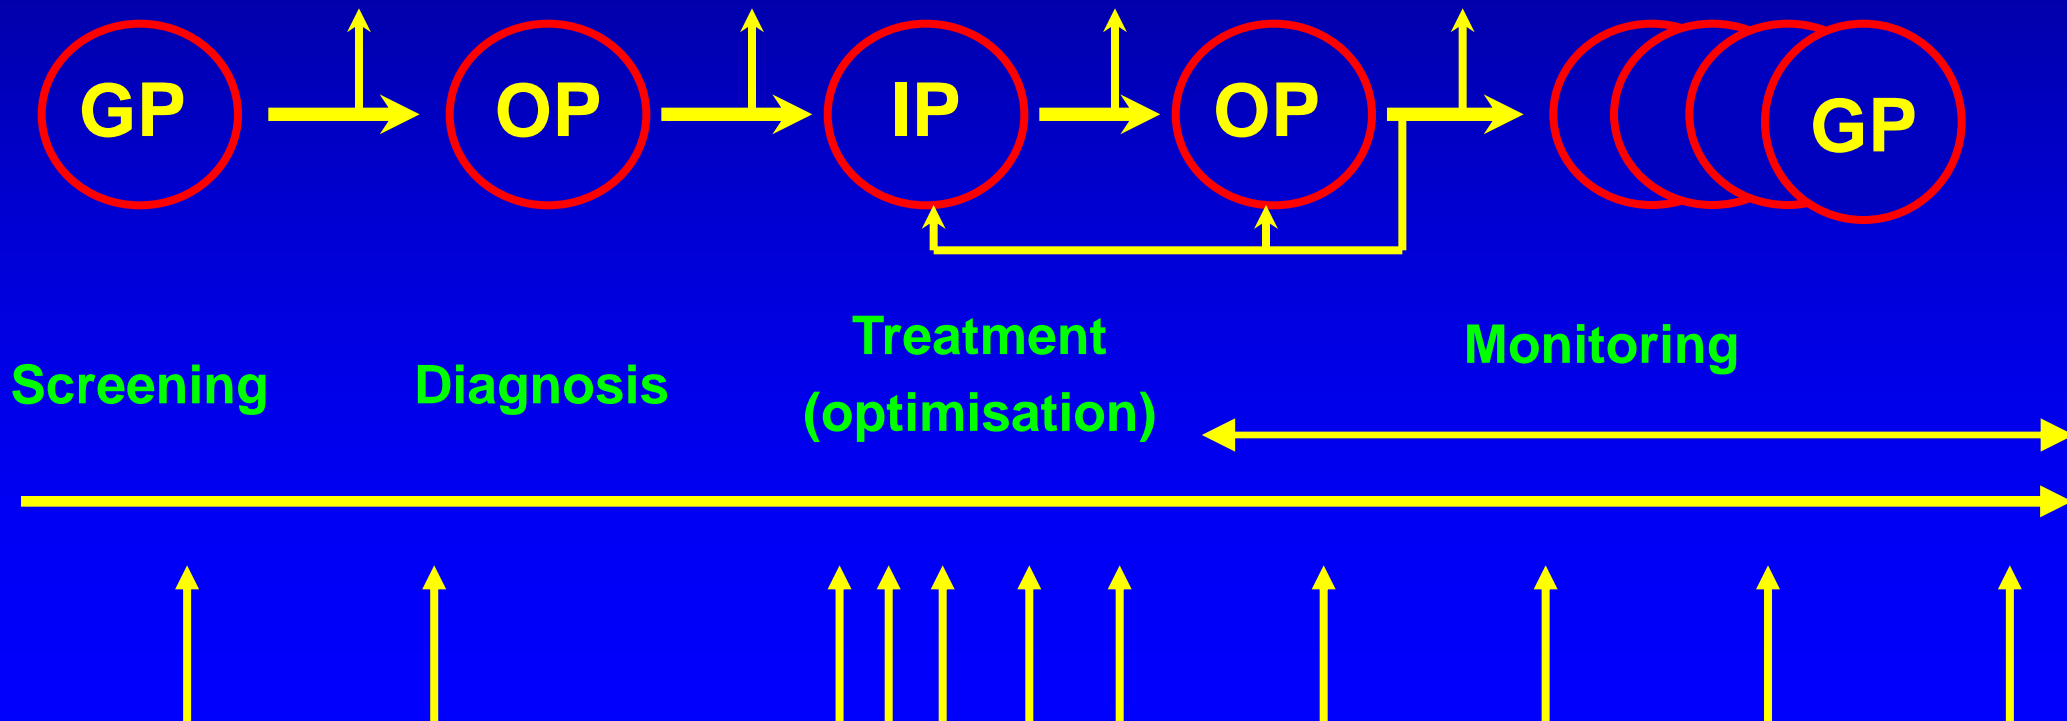 GP
OP
IP
OP
GP
Screening
Diagnosis
Treatment
(optimisation)
Monitoring